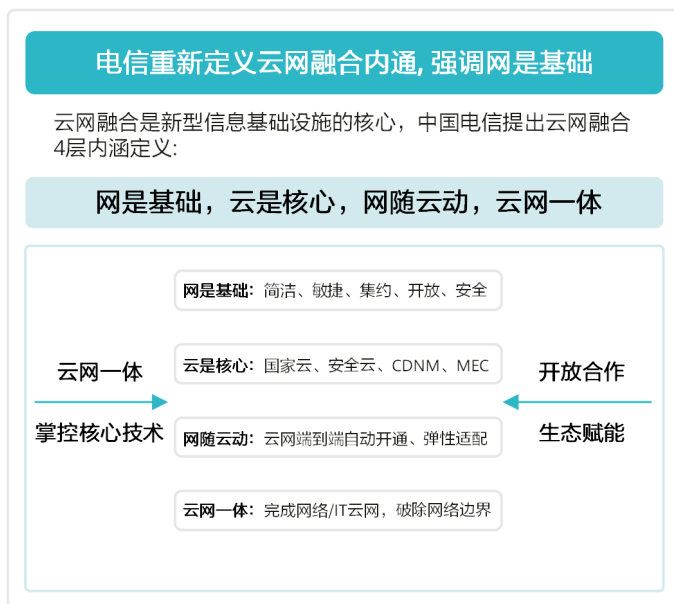 电信重新定义云网融合内通, 强调网是基础
云网融合是新型信息基础设施的核心，中国电信提出云网融合
4层内涵定义:
网是基础，云是核心，网随云动，云网一体
网是基础：简洁、敏捷、集约、开放、安全
云是核心：国家云、安全云、CDNM、MEC
网随云动：云网端到端自动开通、弹性适配
云网一体：完成网络/IT云网，破除网络边界
云网一体
掌控核心技术
开放合作
生态赋能